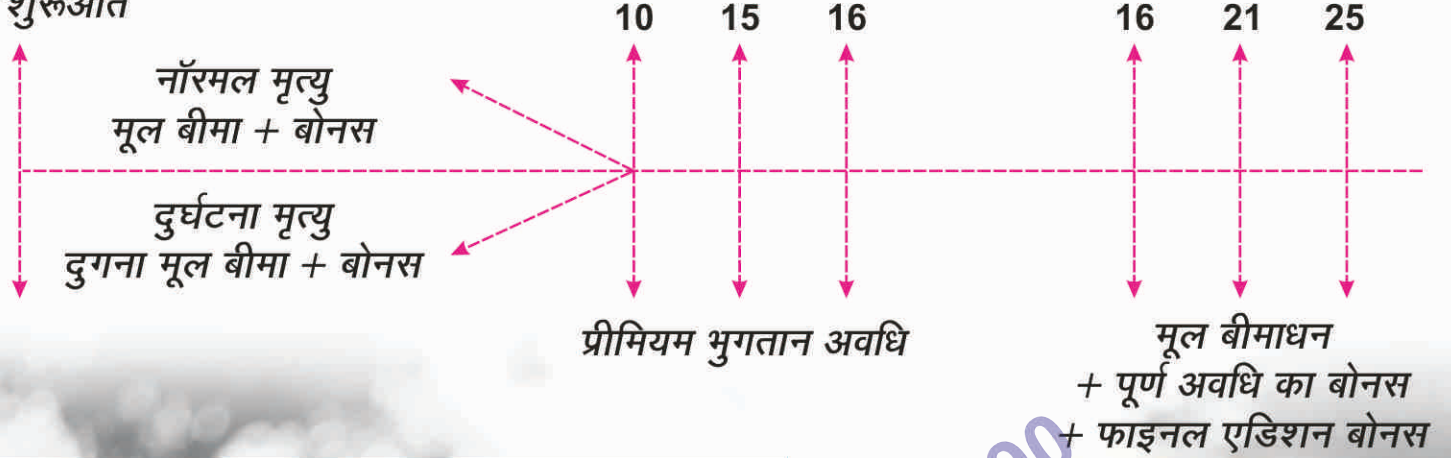 शुरूआत
10 15 16 16 21 25
नॉरमल मृत्यु
मूल बीमा + बोनस
दुर्घटना मृत्यु
दुगना मूल बीमा + बोनस
प्रीमियम भुगतान अवधि
मूल बीमाधन
+ पूर्ण अवधि का बोनस
+ फाइनल एडिशन बोनस